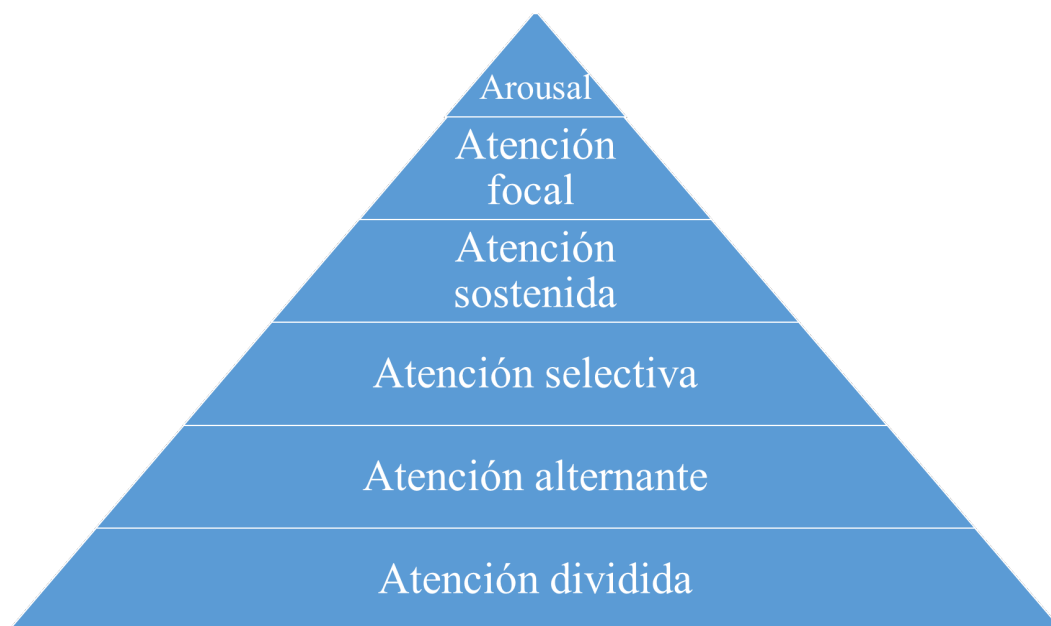 Arousal
Atención
focal
Atención
sostenida
Atención selectiva
Atención alternante
Atención dividida